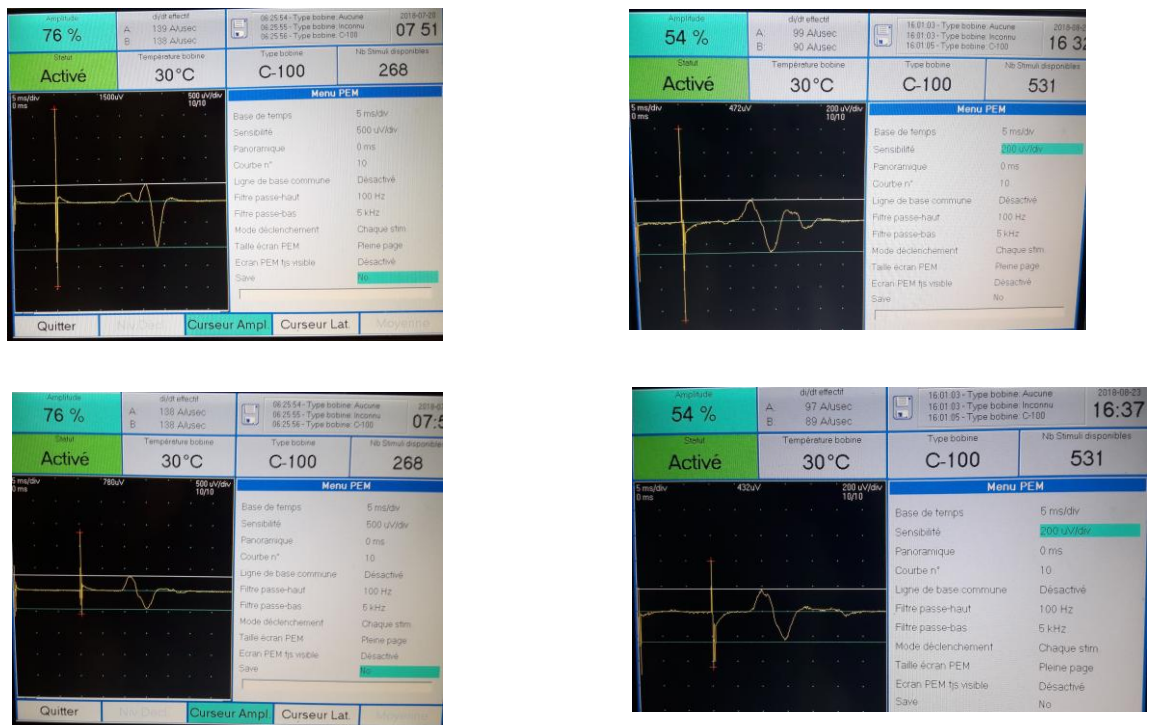 Amplitude
76 %
di/dt effectif
A: 139 A/usec
B: 138 A/usec
06:25:54 - Type bobine: Aucune
06:25:55 - Type bobine: Inconnu
06:25:56 - Type bobine: C-100
07 51
Statut
Activé
Température bobine
30°C
Type bobine
C-100
Nb Stimuli disponibles
268
5 ms/div
0 ms
1500uV
500 uV/div
10/10
Menu PEM
Base de temps 5 ms/div
Sensibilité 500 uV/div
Panoramique 0 ms
Courbe n° 10
Ligne de base commune Désactivé
Filtre passe-haut 100 Hz
Filtre passe-bas 5 kHz
Mode déclenchement Chaque stim.
Taille écran PEM Pleine page
Ecran PEM tjs visible Désactivé
Save No
Quitter
Curseur Ampl
Curseur Lat.
Moyenne
Amplitude
54 %
di/dt effectif
A: 99 A/usec
B: 90 A/usec
16:01:03 - Type bobine: Aucune
16:01:03 - Type bobine: Inconnu
16:01:05 - Type bobine: C-100
Statut
Activé
Température bobine
30°C
Type bobine
C-100
Nb Stimuli disponibles
531
5 ms/div
0 ms
472uV
200 uV/div
10/10
Menu PEM
Base de temps 5 ms/div
Sensibilité 200 uV/div
Panoramique 0 ms
Courbe n° 10
Ligne de base commune Désactivé
Filtre passe-haut 100 Hz
Filtre passe-bas 5 kHz
Mode déclenchement Chaque stim.
Taille écran PEM Pleine page
Ecran PEM tjs visible Désactivé
Save No
Amplitude
76 %
di/dt effectif
A: 138 A/usec
B: 138 A/usec
06:25:54 - Type bobine: Aucune
06:25:55 - Type bobine: Inconnu
06:25:56 - Type bobine: C-100
Statut
Activé
Température bobine
30°C
Type bobine
C-100
Nb Stimuli disponible
268
5 ms/div
0 ms
780uV
500 uV/div
10/10
Menu PEM
Base de temps 5 ms/div
Sensibilité 500 uV/div
Panoramique 0 ms
Courbe n° 10
Ligne de base commune Désactivé
Filtre passe-haut 100 Hz
Filtre passe-bas 5 kHz
Mode déclenchement Chaque stim
Taille écran PEM Pleine page
Ecran PEM tjs visible Désactivé
Save No
Quitter
Curseur Ampl.
Curseur Lat.
Amplitude
54 %
di/dt effectif
A: 97 A/usec
B: 89 A/usec
16:01:03 - Type bobine: Aucune
16:01:03 - Type bobine: Inconnu
16:01:05 - Type bobine: C-100
2018-08-23
16:37
Statut
Activé
Température bobine
30°C
Type bobine
C-100
Nb Stimuli disponibles
531
5 ms/div
0 ms
432uV
200 uV/div
10/10
Menu PEM
Base de temps 5 ms/div
Sensibilité 200 uV/div
Panoramique 0 ms
Courbe n° 10
Ligne de base commune Désactivé
Filtre passe-haut 100 Hz
Filtre passe-bas 5 kHz
Mode déclenchement Chaque stim
Taille écran PEM Pleine page
Ecran PEM tjs visible Désactivé
Save No